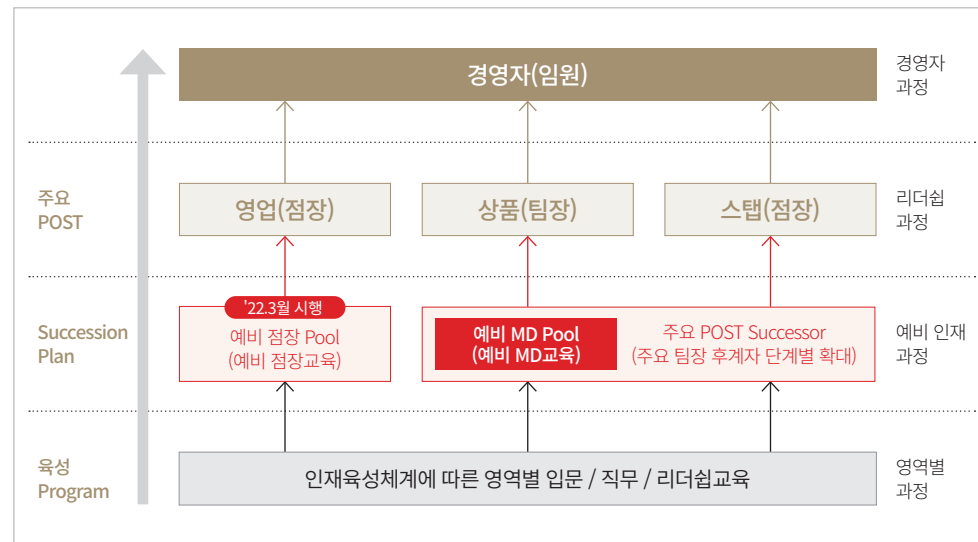 경영자(임원)
경영자
과정
주요
POST
영업(점장)
상품(팀장)
스탭(점장)
리더쉽
과정
'22.3월 시행
Succession
Plan
예비 점장 Pool
(예비 점장교육)
예비 MD Pool
(예비 MD교육)
주요 POST Successor
(주요 팀장 후계자 단계별 확대)
예비 인재
과정
육성
Program
인재육성체계에 따른 영역별 입문 / 직무 / 리더쉽교육
영역별
과정